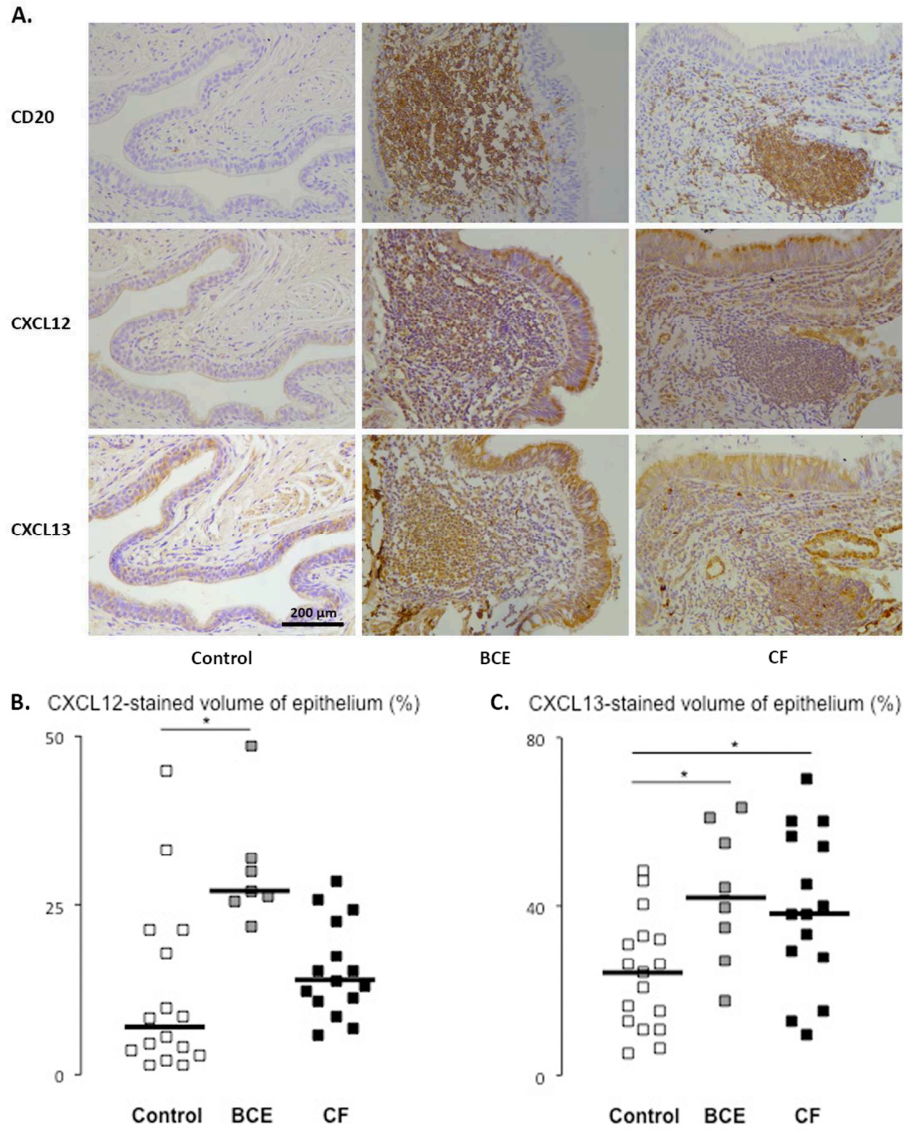 A.
CD20
CXCL12
CXCL13
200 µm
Control BCE CF
B. CXCL12-stained volume of epithelium (%)
*
50
25
0
Control BCE CF
C. CXCL13-stained volume of epithelium (%)
*
*
80
40
0
Control BCE CF